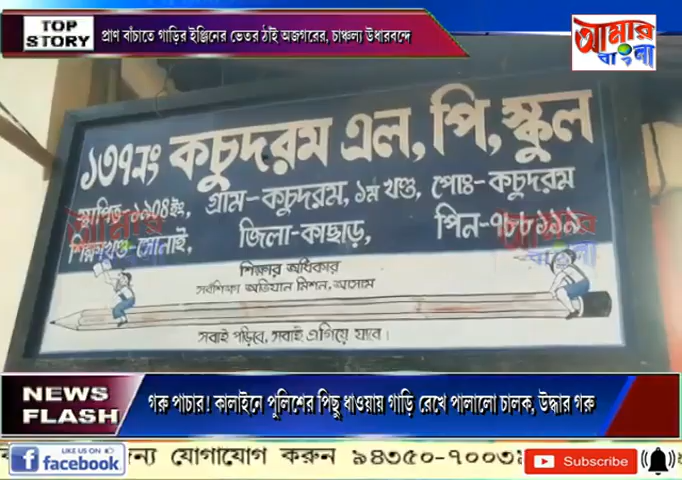 TOP STORY
প্রাণ বাঁচাতে গাড়ির ইঞ্জিনের ভেতর ঠাঁই অজগরের, চাঞ্চল্য উধারবন্দে
আমার বাংলা
১৩৭নং কচুদরম এল, পি, স্কুল
স্থাপিত-১৯০৪ইং, গ্রাম-কচুদরম, ১ম খণ্ড, পোঃ-কচুদরম
শিক্ষাখণ্ড-সোনাই, জিলা-কাছাড়, পিন-৭৮৮১১৯
শিক্ষার অধিকার
সর্বশিক্ষা অভিযান মিশন, অসোম
সবাই পড়িবে, সবাই এগিয়ে যাবে।
NEWS FLASH
গরু পাচার! কালাইনে পুলিশের পিছু ধাওয়ায় গাড়ি রেখে পালালো চালক, উদ্ধার গরু
LIKE US ON
facebook
জন্য যোগাযোগ করুন ৯৪৩৫০-৭০০৩
Subscribe